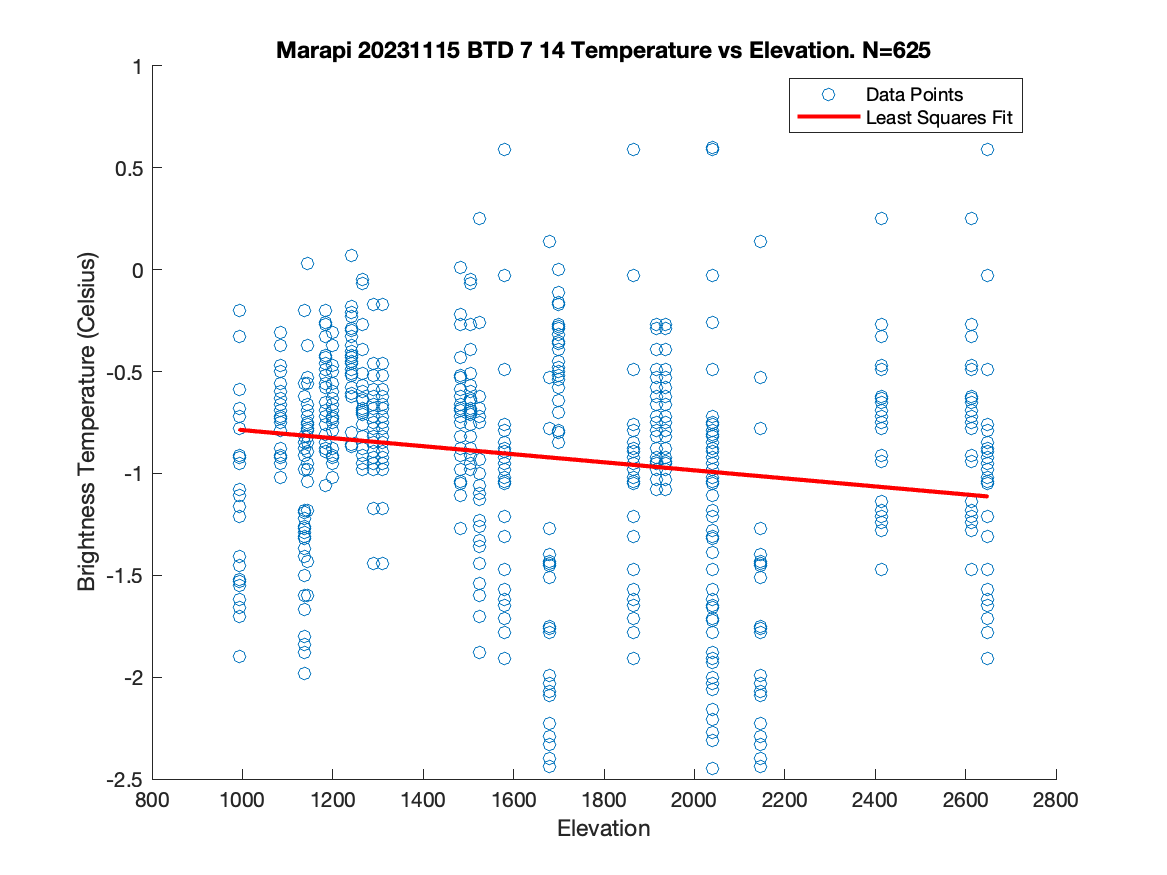 Marapi 20231115 BTD 7 14 Temperature vs Elevation. N=625
Data Points
Least Squares Fit
1
0.5
0
-0.5
-1
-1.5
-2
-2.5
Brightness Temperature (Celsius)
800 1000 1200 1400 1600 1800 2000 2200 2400 2600 2800
Elevation